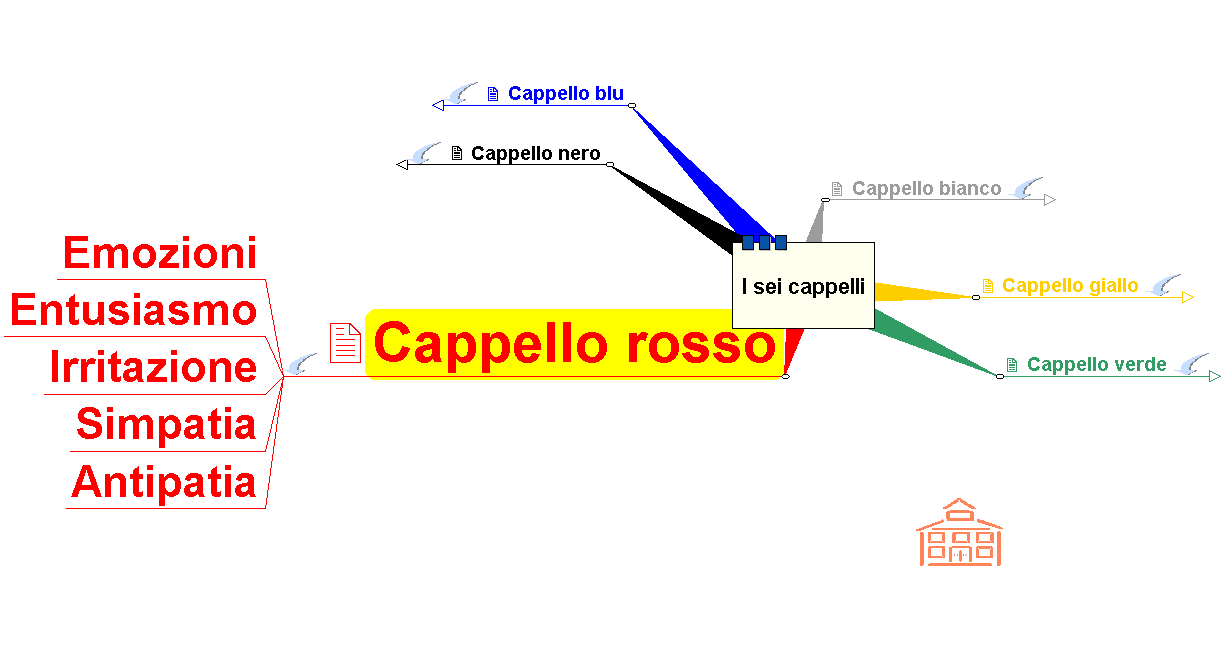 Cappello blu
Cappello nero
Cappello bianco
Emozioni
Entusiasmo
Irritazione
Simpatia
Antipatia
Cappello rosso
I sei cappelli
Cappello giallo
Cappello verde